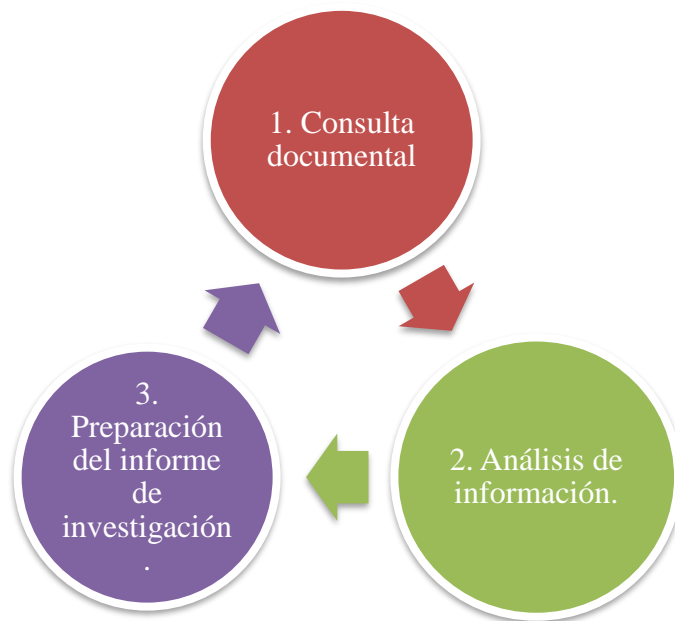 1. Consulta
documental
2. Análisis de
información.
3.
Preparación
del informe
de
investigación
.